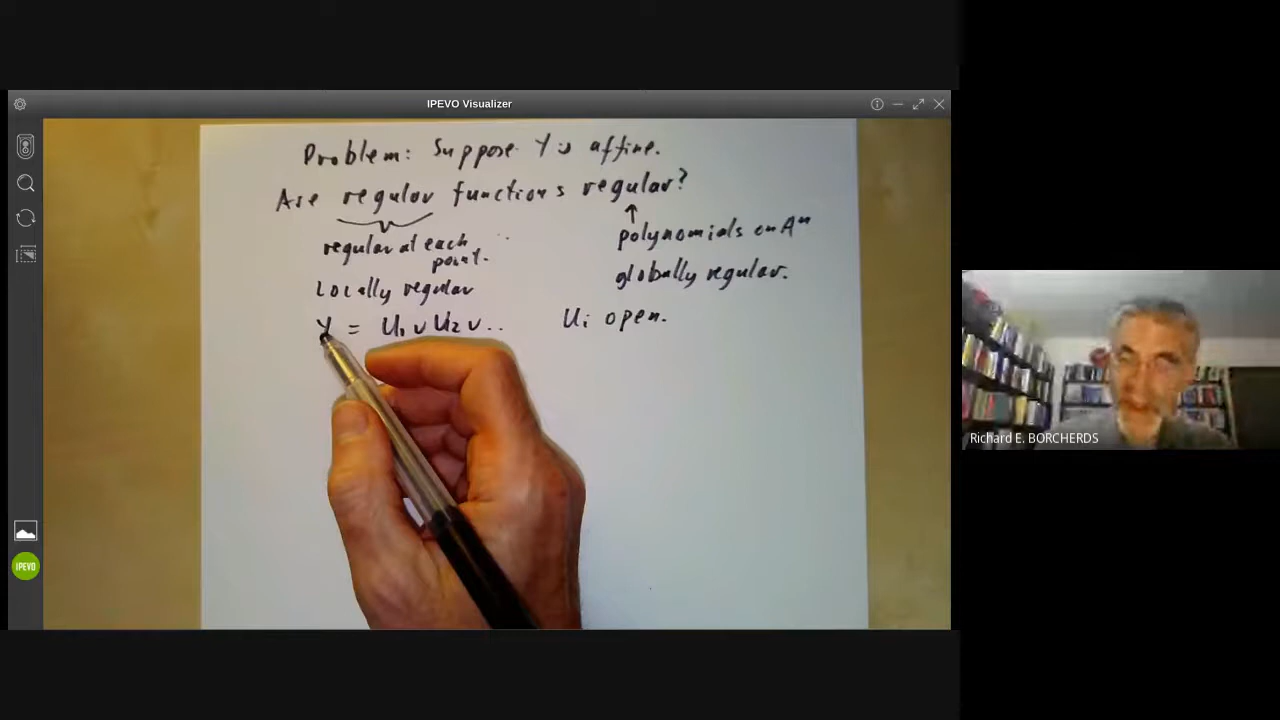 IPEVO Visualizer
Problem: Suppose Y is affine.
Are regular functions regular?
regular at each point.
polynomials on Aⁿ
Locally regular
globally regular.
Y = U₁ ∪ U₂ ∪ ..
Uᵢ open.
IPEVO
Richard E. BORCHERDS